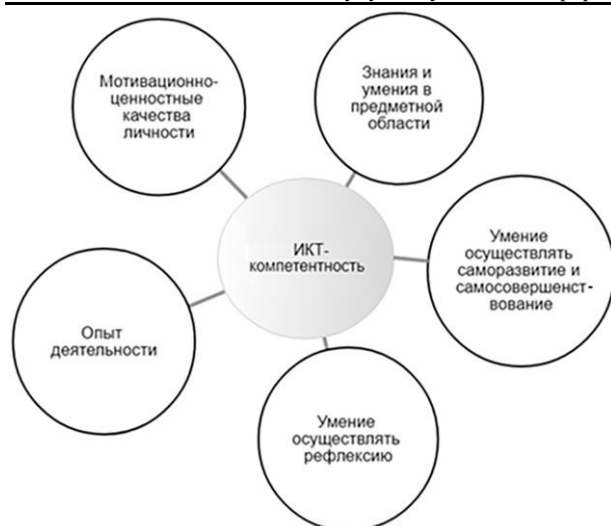 Мотивационно-
ценностные
качества
личности
Знания и
умения в
предметной
области
ИКТ-
компетентность
Умение
осуществлять
саморазвитие и
самосовершенст-
вование
Опыт
деятельности
Умение
осуществлять
рефлексию